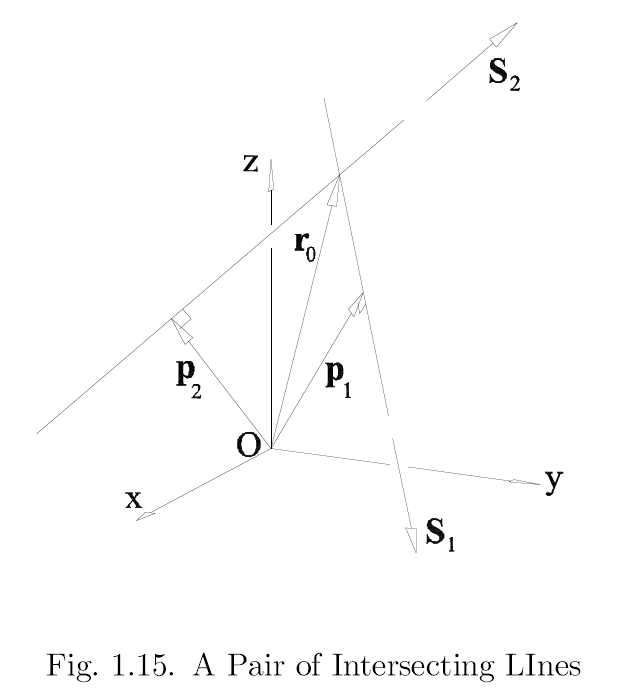 S2
z
r0
p2
p1
O
x
y
S1
Fig. 1.15. A Pair of Intersecting LInes